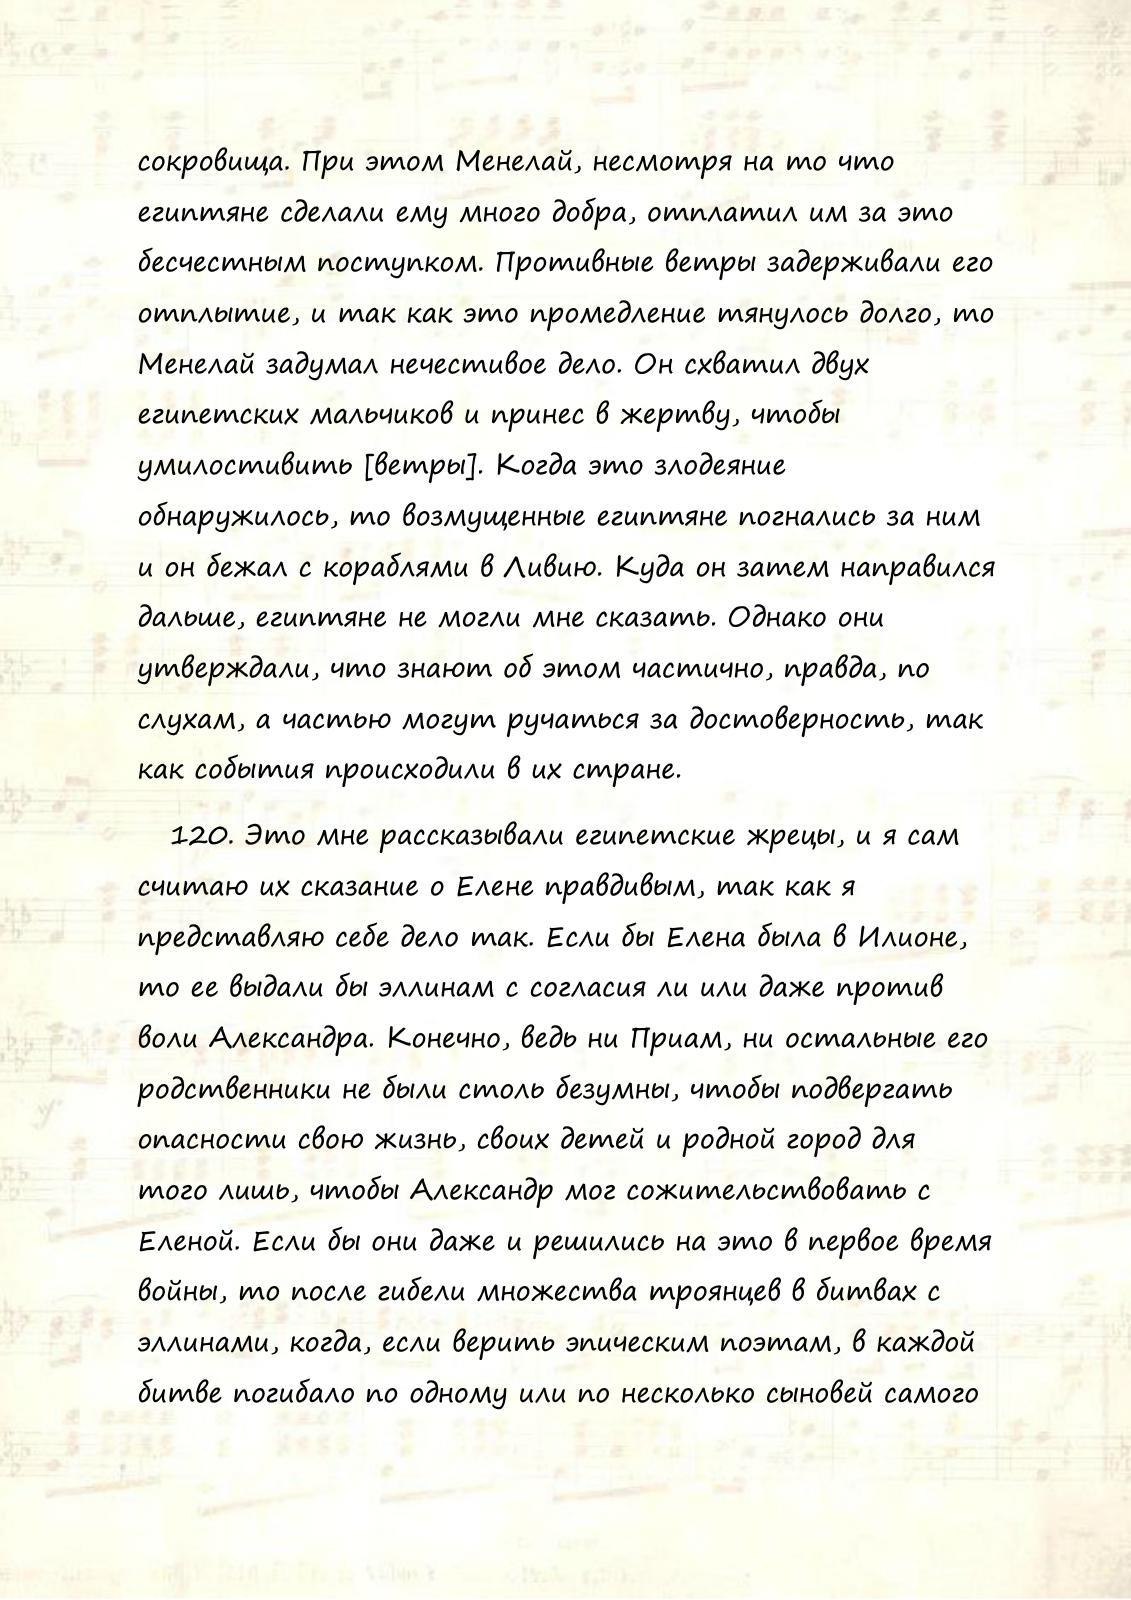 сокровища. При этом Менелай, несмотря на то что
египтяне сделали ему много добра, отплатил им за это
бесчестным поступком. Противные ветры задерживали его
отплытие, и так как это промедление тянулось долго, то
Менелай задумал нечестивое дело. Он схватил двух
египетских мальчиков и принес в жертву, чтобы
умилостивить [ветры]. Когда это злодеяние
обнаружилось, то возмущенные египтяне погнались за ним
и он бежал с кораблями в Ливию. Куда он затем направился
дальше, египтяне не могли мне сказать. Однако они
утверждали, что знают об этом частично, правда, по
слухам, а частью могут ручаться за достоверность, так
как события происходили в их стране.
120. Это мне рассказывали египетские жрецы, и я сам
считаю их сказание о Елене правдивым, так как я
представляю себе дело так. Если бы Елена была в Илионе,
то ее выдали бы эллинам с согласия ли или даже против
воли Александра. Конечно, ведь ни Приам, ни остальные его
родственники не были столь безумны, чтобы подвергать
опасности свою жизнь, своих детей и родной город для
того лишь, чтобы Александр мог сожительствовать с
Еленой. Если бы они даже и решились на это в первое время
войны, то после гибели множества троянцев в битвах с
эллинами, когда, если верить эпическим поэтам, в каждой
битве погибало по одному или по несколько сыновей самого